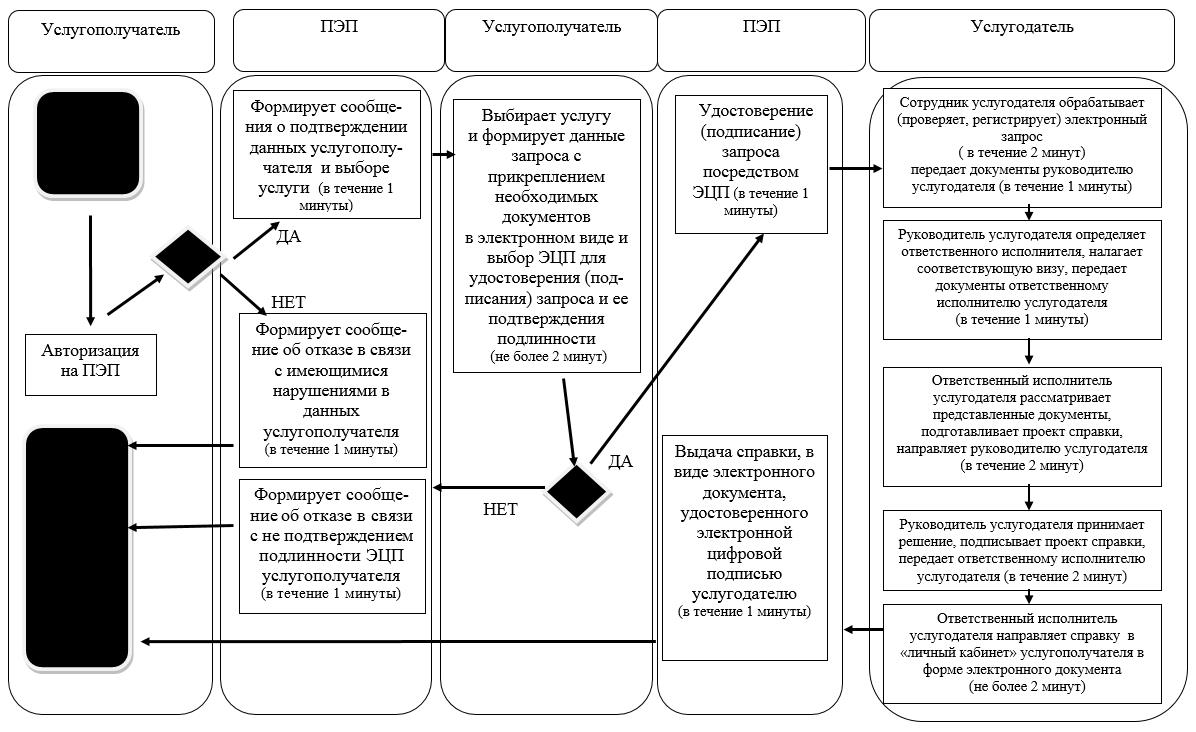 Услугополучатель
ПЭП
Услугополучатель
ПЭП
Услугодатель
Авторизация
на ПЭП
Формирует сообще-
ния о подтверждении
данных услугополу-
чателя и выборе
услуги (в течение 1
минуты)
ДА
НЕТ
Формирует сообще-
ние об отказе в связи
с имеющимися
нарушениями в
данных
услугополучателя
(в течение 1 минуты)
Формирует сообще-
ние об отказе в связи
с не подтверждением
подлинности ЭЦП
услугополучателя
(в течение 1 минуты)
Выбирает услугу
и формирует данные
запроса с
прикреплением
необходимых
документов
в электронном виде и
выбор ЭЦП для
удостоверения (под-
писания) запроса и ее
подтверждения
подлинности
(не более 2 минут)
ДА
НЕТ
Удостоверение
(подписание)
запроса
посредством
ЭЦП (в течение 1
минуты)
Выдача справки, в
виде электронного
документа,
удостоверенного
электронной
цифровой
подписью
услугодателю
(в течение 1 минуты)
Сотрудник услугодателя обрабатывает
(проверяет, регистрирует) электронный
запрос
( в течение 2 минут)
передает документы руководителю
услугодателя (в течение 1 минуты)
Руководитель услугодателя определяет
ответственного исполнителя, налагает
соответствующую визу, передает
документы ответственному
исполнителю услугодателя
(в течение 1 минуты)
Ответственный исполнитель
услугодателя рассматривает
представленные документы,
подготавливает проект справки,
направляет руководителю услугодателя
(в течение 2 минут)
Руководитель услугодателя принимает
решение, подписывает проект справки,
передает ответственному исполнителю
услугодателя (в течение 2 минут)
Ответственный исполнитель
услугодателя направляет справку в
«личный кабинет» услугополучателя в
форме электронного документа
(не более 2 минут)